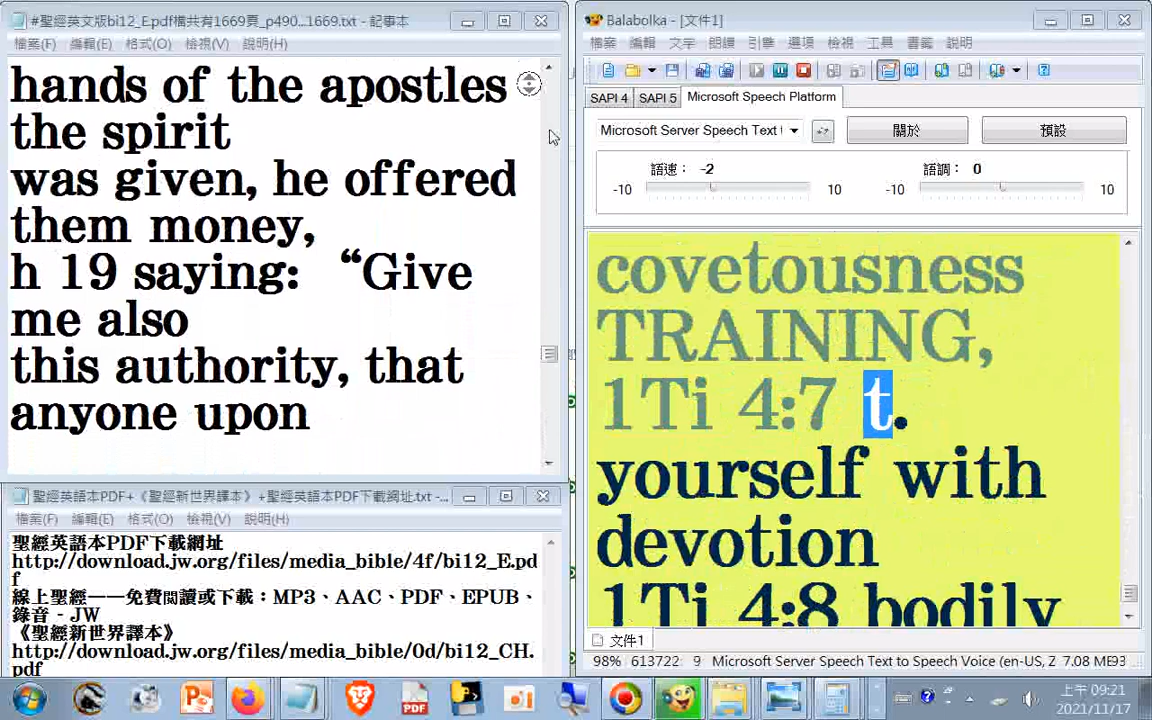 #聖經英文版bi12_E.pdf檔共有1669頁_p490...1669.txt - 記事本
檔案(F) 編輯(E) 格式(O) 檢視(V) 說明(H)
hands of the apostles
the spirit
was given, he offered
them money,
h 19 saying: “Give
me also
this authority, that
anyone upon
聖經英語本PDF+《聖經新世界譯本》+聖經英語本PDF下載網址.txt -...
檔案(F) 編輯(E) 格式(O) 檢視(V) 說明(H)
聖經英語本PDF下載網址
http://download.jw.org/files/media_bible/4f/bi12_E.pd
f
線上聖經——免費閱讀或下載：MP3、AAC、PDF、EPUB、
錄音 - JW
《聖經新世界譯本》
http://download.jw.org/files/media_bible/0d/bi12_CH.
pdf
Balabolka - [文件1]
檔案 編輯 文字 朗讀 引擎 選項 檢視 工具 書籤 說明
SAPI 4 SAPI 5 Microsoft Speech Platform
Microsoft Server Speech Text t 關於 預設
語速： -2 語調： 0
-10 10 -10 10
covetousness
TRAINING,
1Ti 4:7 t.
yourself with
devotion
1Ti 4:8 bodily
文件1
98% 613722 9 Microsoft Server Speech Text to Speech Voice (en-US, Z 7.08 ME93
上午 09:21
2021/11/17